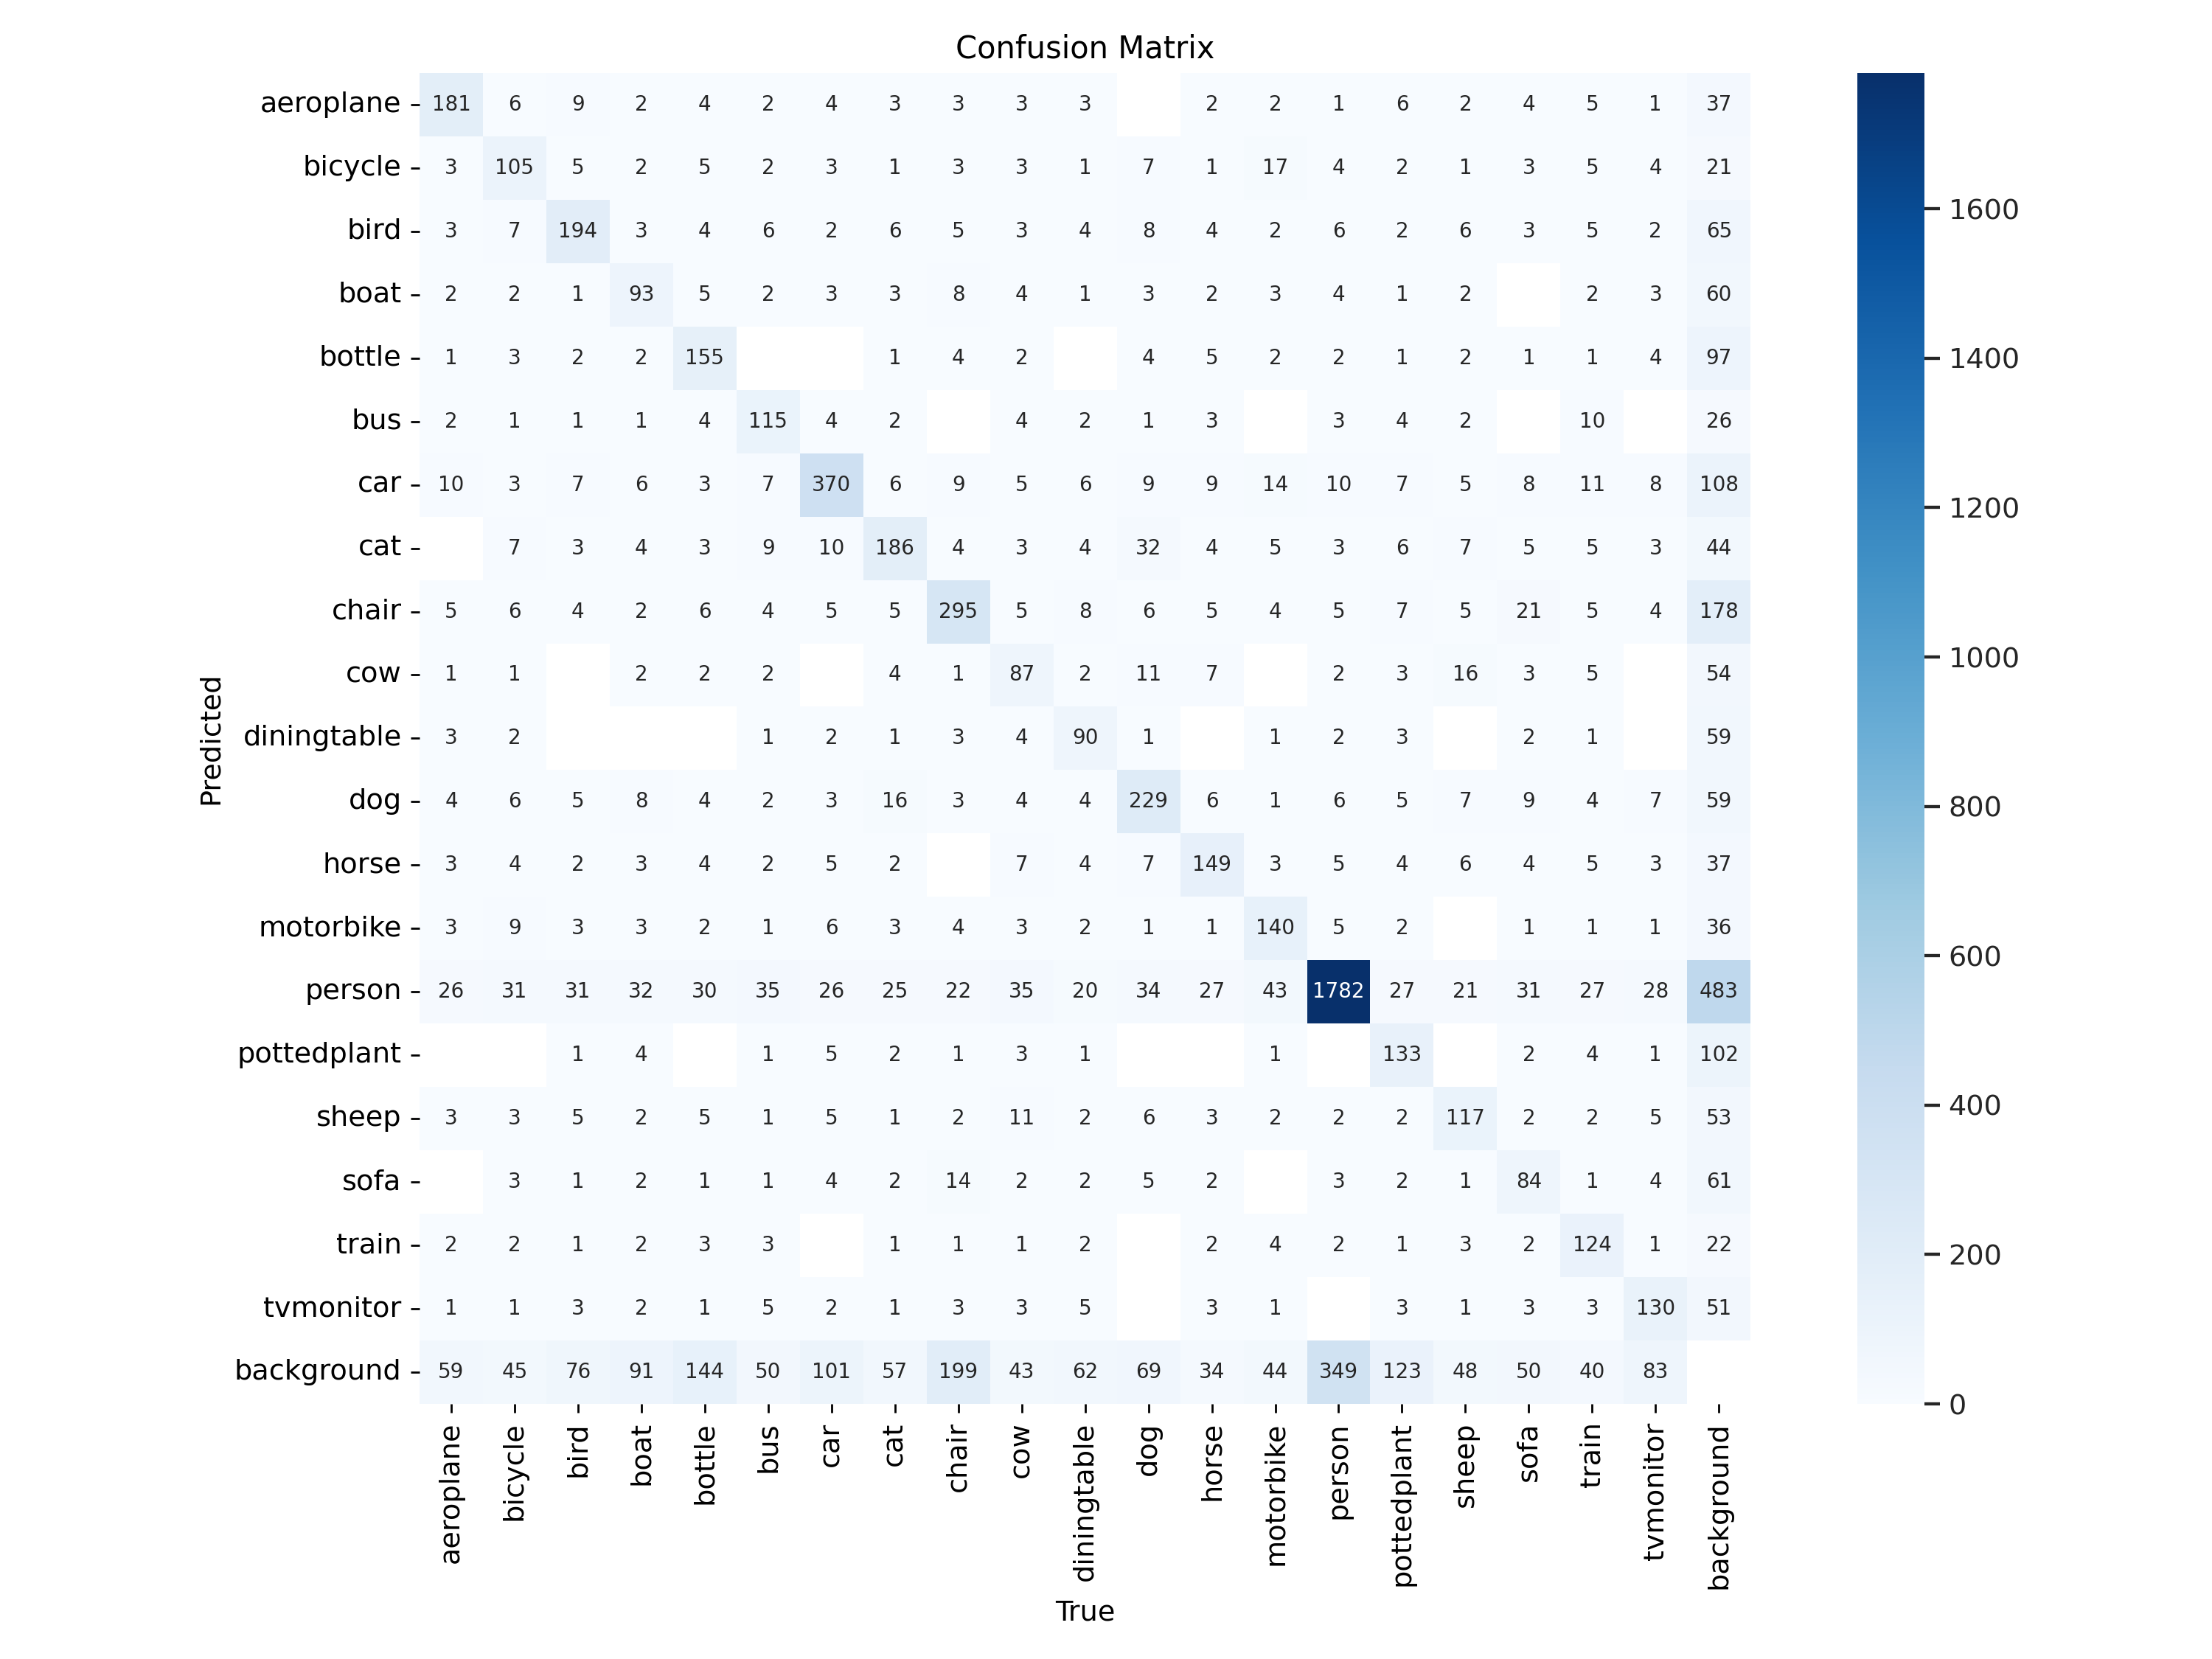 Confusion Matrix
aeroplane 181 6 9 2 4 2 4 3 3 3 3 2 2 1 6 2 4 5 1 37
bicycle 3 105 5 2 5 2 3 1 3 3 1 7 1 17 4 2 1 3 5 4 21
bird 3 7 194 3 4 6 2 6 5 3 4 8 4 2 6 2 6 3 5 2 65
boat 2 2 1 93 5 2 3 3 8 4 1 3 2 3 4 1 2 2 3 60
bottle 1 3 2 2 155 1 4 2 4 5 2 2 1 2 1 1 4 97
bus 2 1 1 1 4 115 4 2 4 2 1 3 3 4 2 10 26
car 10 3 7 6 3 7 370 6 9 5 6 9 9 14 10 7 5 8 11 8 108
cat 7 3 4 3 9 10 186 4 3 4 32 4 5 3 6 7 5 5 3 44
chair 5 6 4 2 6 4 5 5 295 5 8 6 5 4 5 7 5 21 5 4 178
cow 1 1 2 2 2 4 1 87 2 11 7 2 3 16 3 5 54
diningtable 3 2 1 2 1 3 4 90 1 1 2 3 2 1 59
dog 4 6 5 8 4 2 3 16 3 4 4 229 6 1 6 5 7 9 4 7 59
horse 3 4 2 3 4 2 5 2 7 4 7 149 3 5 4 6 4 5 3 37
motorbike 3 9 3 3 2 1 6 3 4 3 2 1 1 140 5 2 1 1 1 36
person 26 31 31 32 30 35 26 25 22 35 20 34 27 43 1782 27 21 31 27 28 483
pottedplant 1 4 1 5 2 1 3 1 1 133 2 4 1 102
sheep 3 3 5 2 5 1 5 1 2 11 2 6 3 2 2 2 117 2 2 5 53
sofa 3 1 2 1 1 4 2 14 2 2 5 2 3 2 1 84 1 4 61
train 2 2 1 2 3 3 1 1 1 2 2 4 2 1 3 2 124 1 22
tvmonitor 1 1 3 2 1 5 2 1 3 3 5 3 1 3 1 3 3 130 51
background 59 45 76 91 144 50 101 57 199 43 62 69 34 44 349 123 48 50 40 83
aeroplane bicycle bird boat bottle bus car cat chair cow diningtable dog horse motorbike person pottedplant sheep sofa train tvmonitor background
True
Predicted
1600
1400
1200
1000
800
600
400
200
0